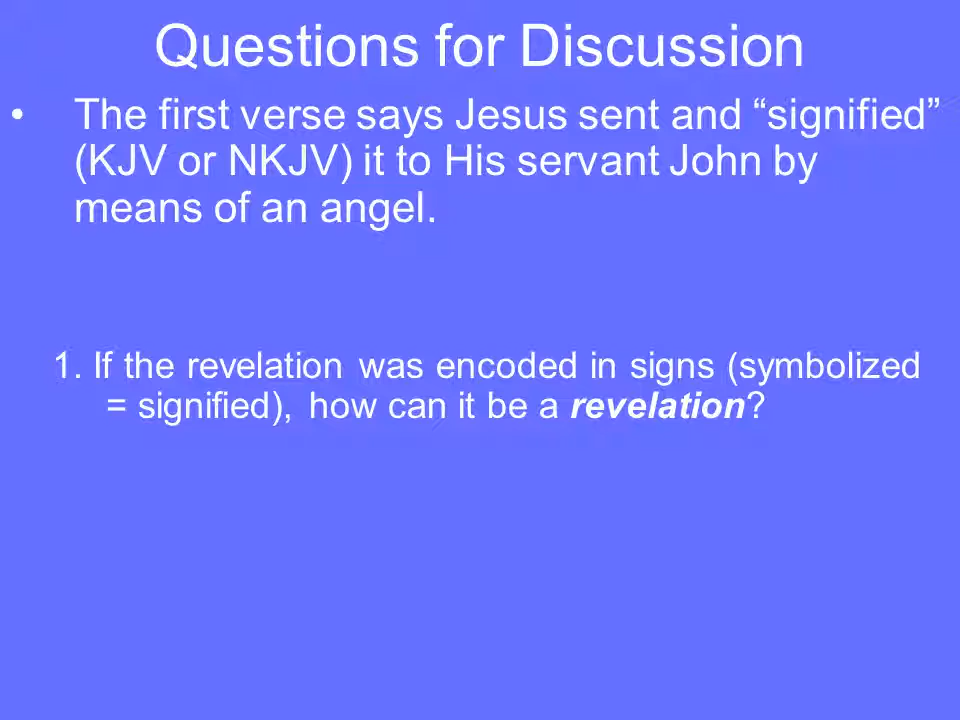 Questions for Discussion
• The first verse says Jesus sent and “signified”
(KJV or NKJV) it to His servant John by
means of an angel.
1. If the revelation was encoded in signs (symbolized
= signified), how can it be a revelation?